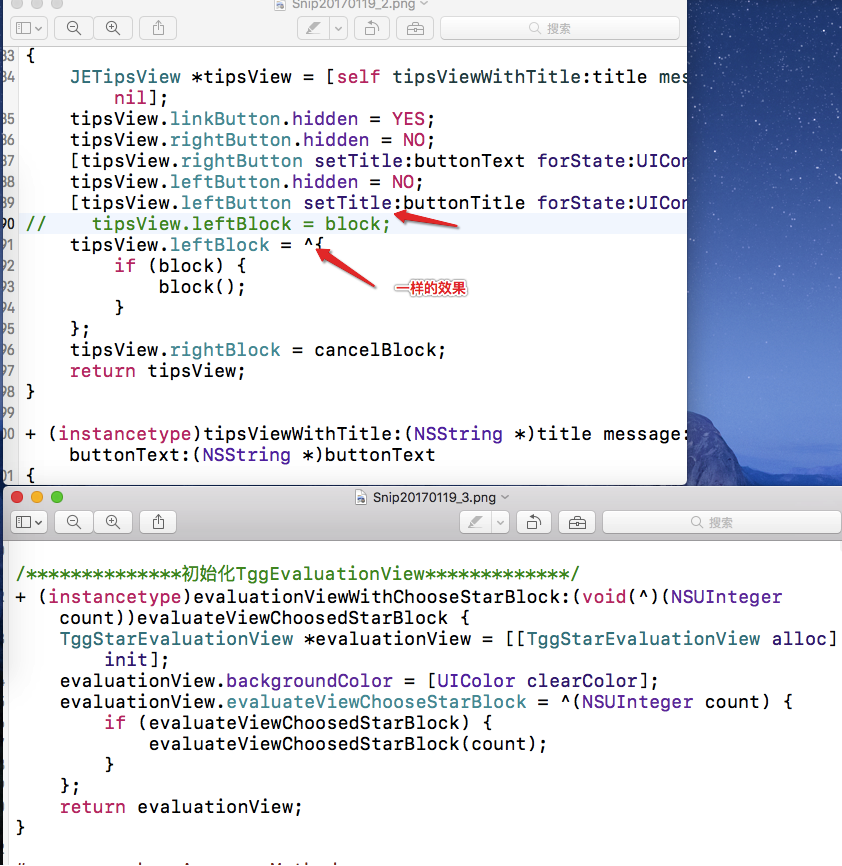 Snip20170119_2.png
搜索
83 {
84 JETipsView *tipsView = [self tipsViewWithTitle:title mes
nil];
85 tipsView.linkButton.hidden = YES;
86 tipsView.rightButton.hidden = NO;
87 [tipsView.rightButton setTitle:buttonText forState:UICon
88 tipsView.leftButton.hidden = NO;
89 [tipsView.leftButton setTitle:buttonTitle forState:UICon
90 // tipsView.leftBlock = block;
91 tipsView.leftBlock = ^{
92 if (block) {
93 block();
94 }
95 };
96 tipsView.rightBlock = cancelBlock;
97 return tipsView;
98 }
99
00 + (instancetype)tipsViewWithTitle:(NSString *)title message:
buttonText:(NSString *)buttonText
01 {
一样的效果
Snip20170119_3.png
搜索
/**************初始化TggEvaluationView*************/
+ (instancetype)evaluationViewWithChooseStarBlock:(void(^)(NSUInteger
count))evaluateViewChoosedStarBlock {
TggStarEvaluationView *evaluationView = [[TggStarEvaluationView alloc]
init];
evaluationView.backgroundColor = [UIColor clearColor];
evaluationView.evaluateViewChooseStarBlock = ^(NSUInteger count) {
if (evaluateViewChoosedStarBlock) {
evaluateViewChoosedStarBlock(count);
}
};
return evaluationView;
}